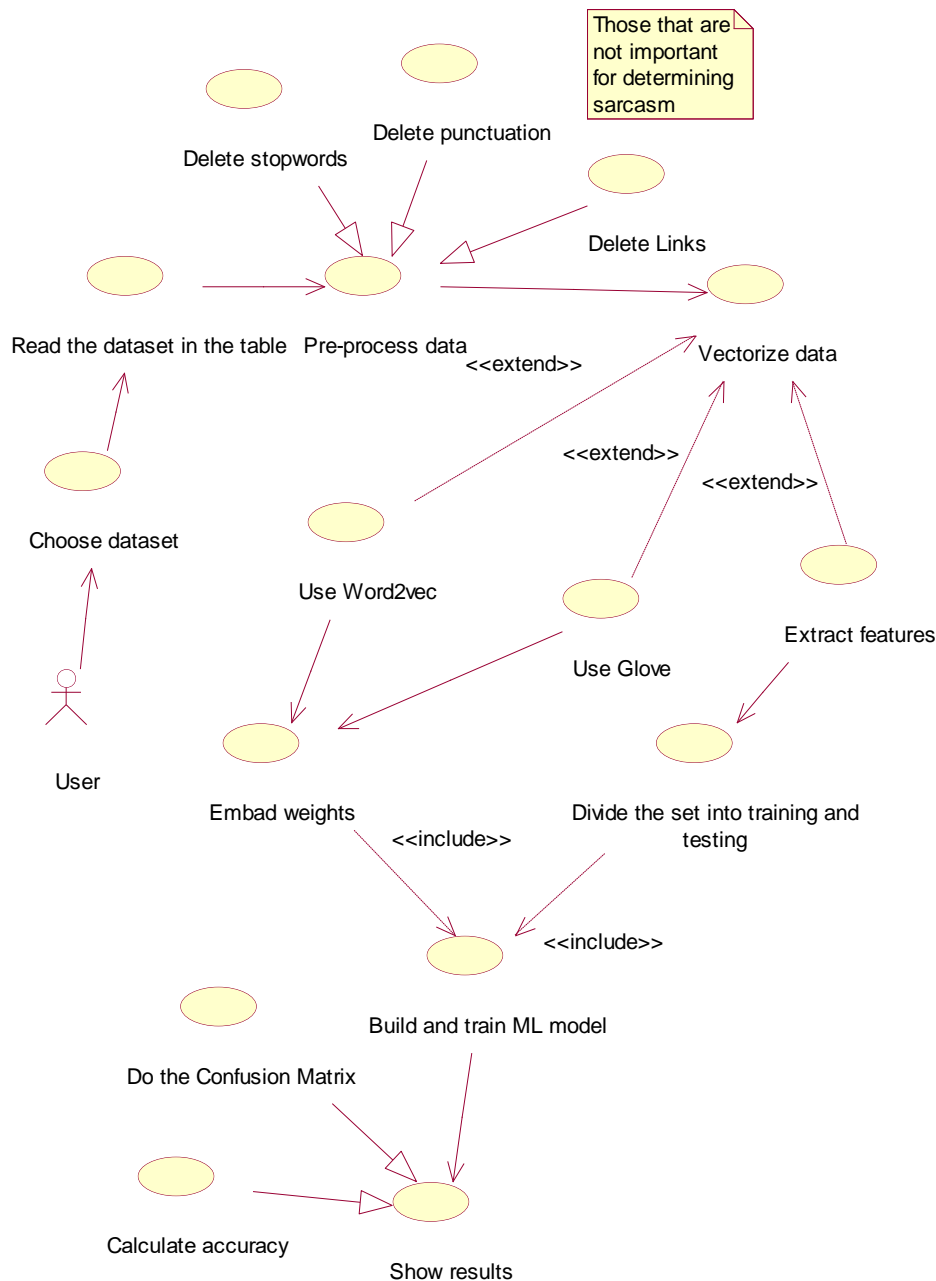 Those that are
not important
for determining
sarcasm
Delete punctuation
Delete stopwords
Delete Links
Read the dataset in the table
Pre-process data
Vectorize data
<<extend>>
<<extend>>
<<extend>>
Choose dataset
Use Word2vec
Extract features
Use Glove
User
Embad weights
Divide the set into training and
testing
<<include>>
<<include>>
Build and train ML model
Do the Confusion Matrix
Calculate accuracy
Show results